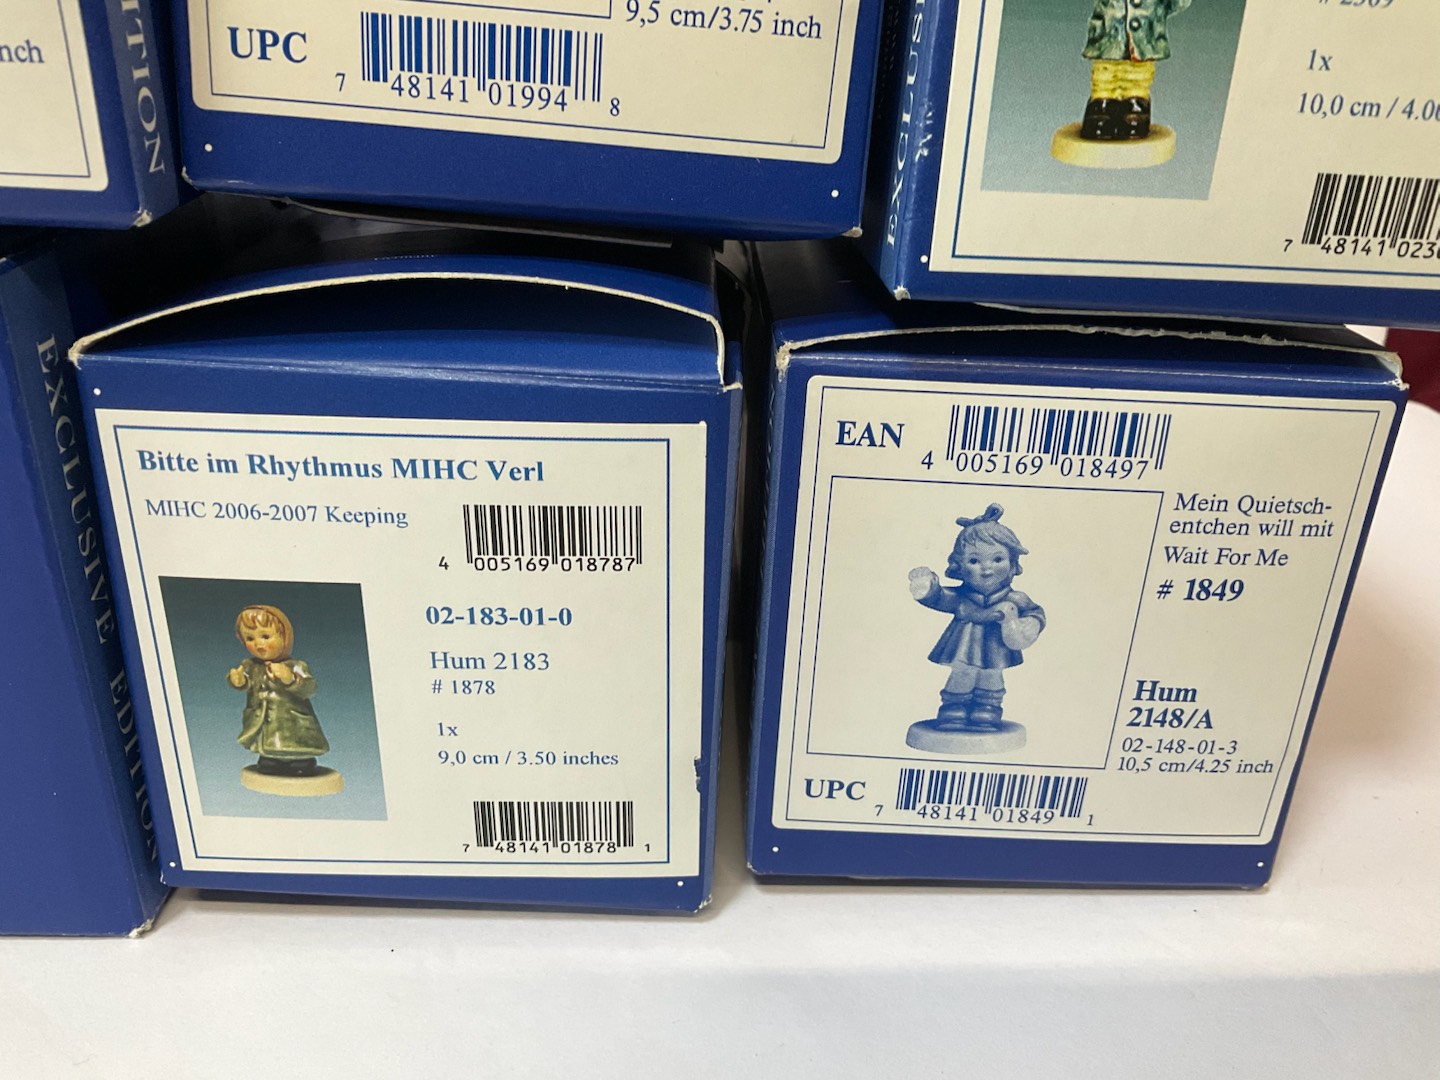 nch
ITION
9,5 cm/3.75 inch
UPC
7 48141 01994 8
EXCLUSI
1x
10,0 cm / 4.00
7 48141 023
EXCLUSIVE EDITION
Bitte im Rhythmus MIHC Verl
MIHC 2006-2007 Keeping
4 005169 018787
02-183-01-0
Hum 2183
# 1878
1x
9,0 cm / 3.50 inches
7 48141 01878 1
EAN
4 005169 018497
Mein Quietsch-
entchen will mit
Wait For Me
# 1849
Hum
2148/A
02-148-01-3
10,5 cm/4.25 inch
UPC
7 48141 01849 1